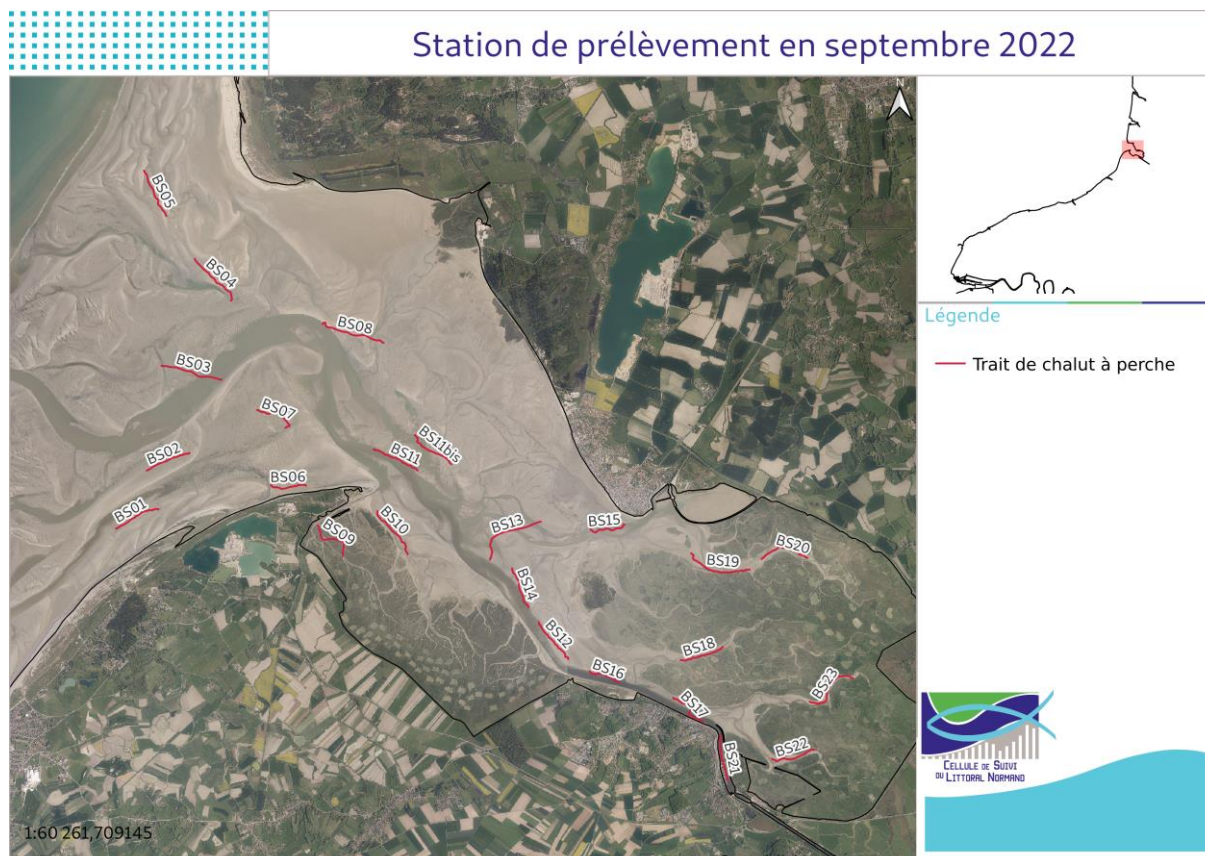 Station de prélèvement en septembre 2022
N
BS05
BS04
BS08
BS03
BS07
BS11bis
BS02
BS11
BS06
BS01
BS09
BS10
BS13
BS15
BS20
BS19
BS14
BS12
BS18
BS16
BS23
BS17
BS22
BS21
1:60 261,709145
Légende
Trait de chalut à perche
CELLULE DE SUIVI
DU LITTORAL NORMAND